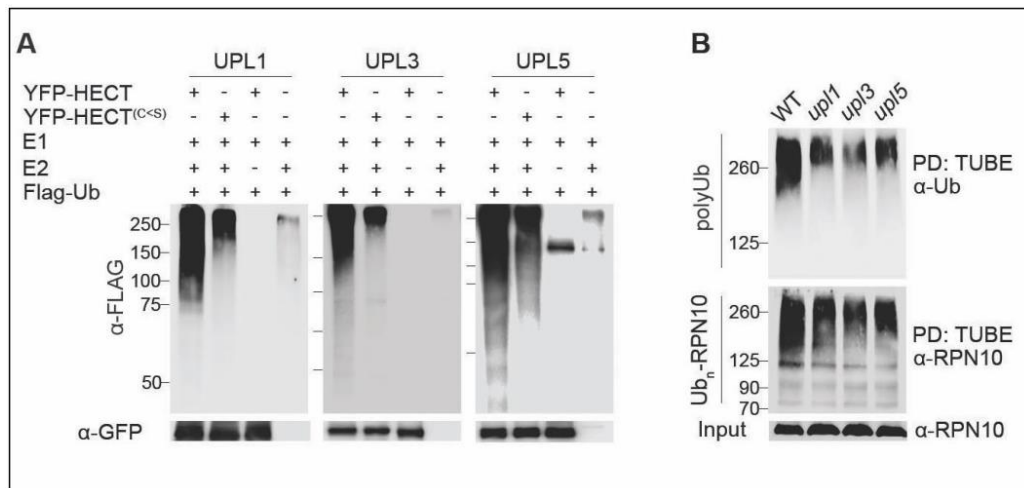 A
UPL1 UPL3 UPL5
YFP-HECT + - + - + - + - + - + -
YFP-HECT(C<S) - + - - - + - - - + - -
E1 + + + + + + + + + + + +
E2 + + - + + + - + + + - +
Flag-Ub + + + + + + + + + + + +
α-FLAG
250
150
100
75
50
α-GFP
B
WT upl1 upl3 upl5
polyUb
260
125
PD: TUBE
α-Ub
Ubn-RPN10
260
125
90
70
PD: TUBE
α-RPN10
Input α-RPN10